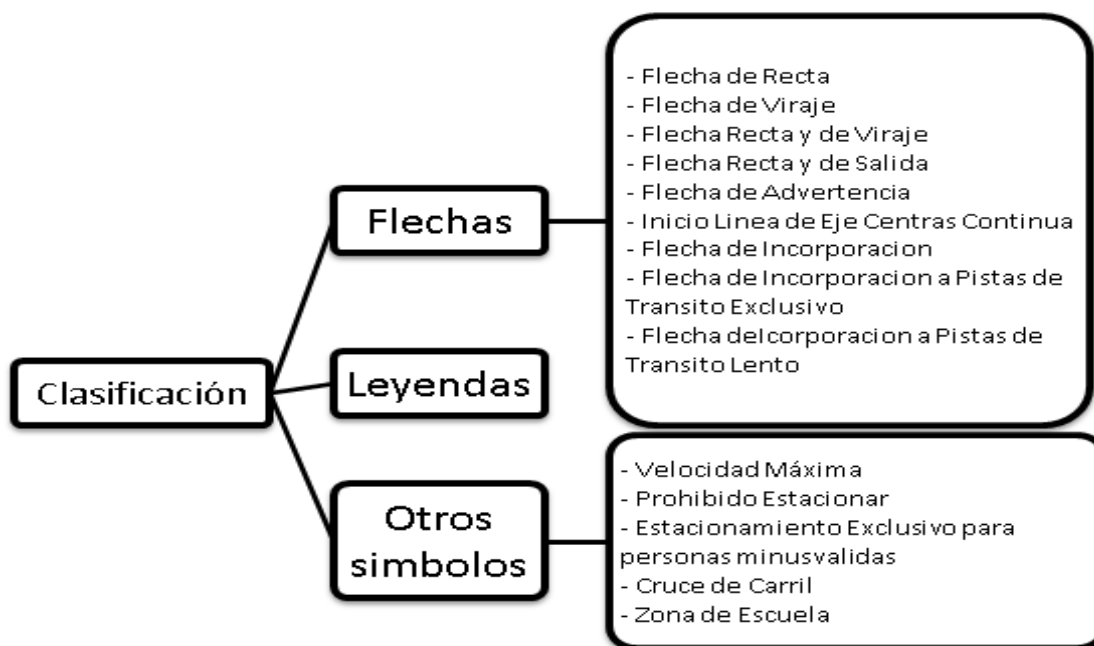 Clasificación
Flechas
- Flecha de Recta
- Flecha de Viraje
- Flecha Recta y de Viraje
- Flecha Recta y de Salida
- Flecha de Advertencia
- Inicio Linea de Eje Centras Continua
- Flecha de Incorporacion
- Flecha de Incorporacion a Pistas de
Transito Exclusivo
- Flecha deIcorporacion a Pistas de
Transito Lento
Leyendas
Otros
simbolos
- Velocidad Máxima
- Prohibido Estacionar
- Estacionamiento Exclusivo para
personas minusvalidas
- Cruce de Carril
- Zona de Escuela